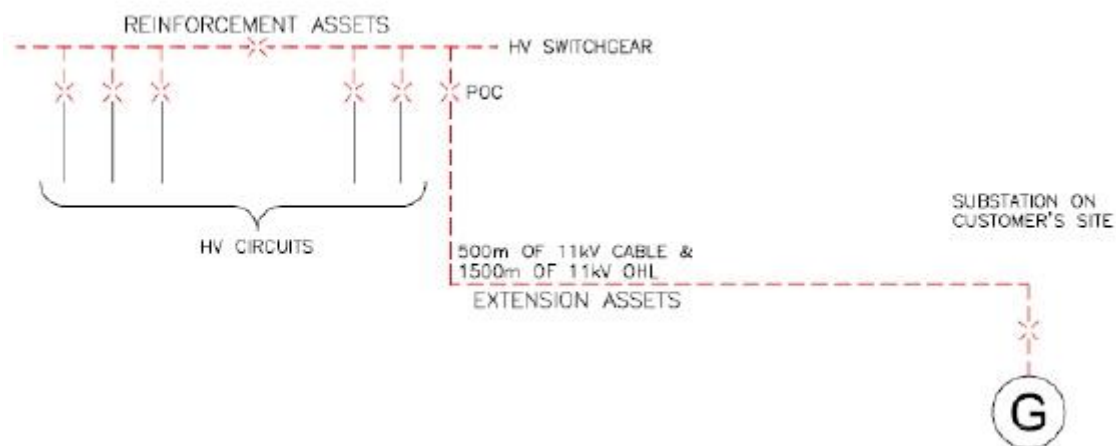 REINFORCEMENT ASSETS
HV SWITCHGEAR
POC
SUBSTATION ON
CUSTOMER'S SITE
HV CIRCUITS
500m OF 11kV CABLE &
1500m OF 11kV OHL
EXTENSION ASSETS
G